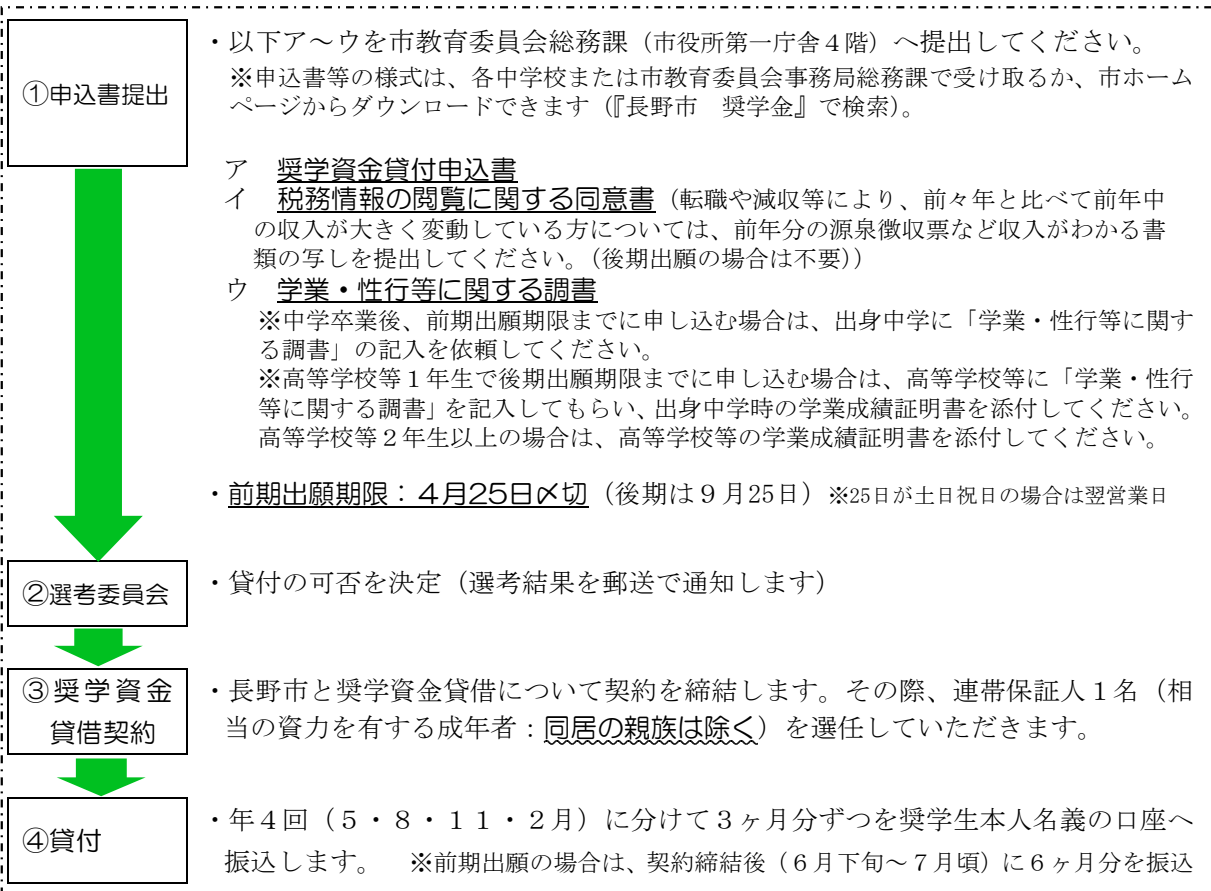 ①申込書提出
・以下ア～ウを市教育委員会総務課（市役所第一庁舎４階）へ提出してください。
※申込書等の様式は、各中学校または市教育委員会事務局総務課で受け取るか、市ホーム
ページからダウンロードできます（『長野市　奨学金』で検索）。
ア　奨学資金貸付申込書
イ　税務情報の閲覧に関する同意書（転職や減収等により、前々年と比べて前年中
の収入が大きく変動している方については、前年分の源泉徴収票など収入がわかる書
類の写しを提出してください。（後期出願の場合は不要））
ウ　学業・性行等に関する調書
※中学卒業後、前期出願期限までに申し込む場合は、出身中学に「学業・性行等に関す
る調書」の記入を依頼してください。
※高等学校等１年生で後期出願期限までに申し込む場合は、高等学校等に「学業・性行
等に関する調書」を記入してもらい、出身中学時の学業成績証明書を添付してください。
高等学校等２年生以上の場合は、高等学校等の学業成績証明書を添付してください。
・前期出願期限：４月25日〆切（後期は９月25日）※25日が土日祝日の場合は翌営業日
②選考委員会
・貸付の可否を決定（選考結果を郵送で通知します）
③奨学資金
貸借契約
・長野市と奨学資金貸借について契約を締結します。その際、連帯保証人１名（相
当の資力を有する成年者：同居の親族は除く）を選任していただきます。
④貸付
・年４回（５・８・１１・２月）に分けて３ヶ月分ずつを奨学生本人名義の口座へ
振込します。　※前期出願の場合は、契約締結後（６月下旬～７月頃）に６ヶ月分を振込